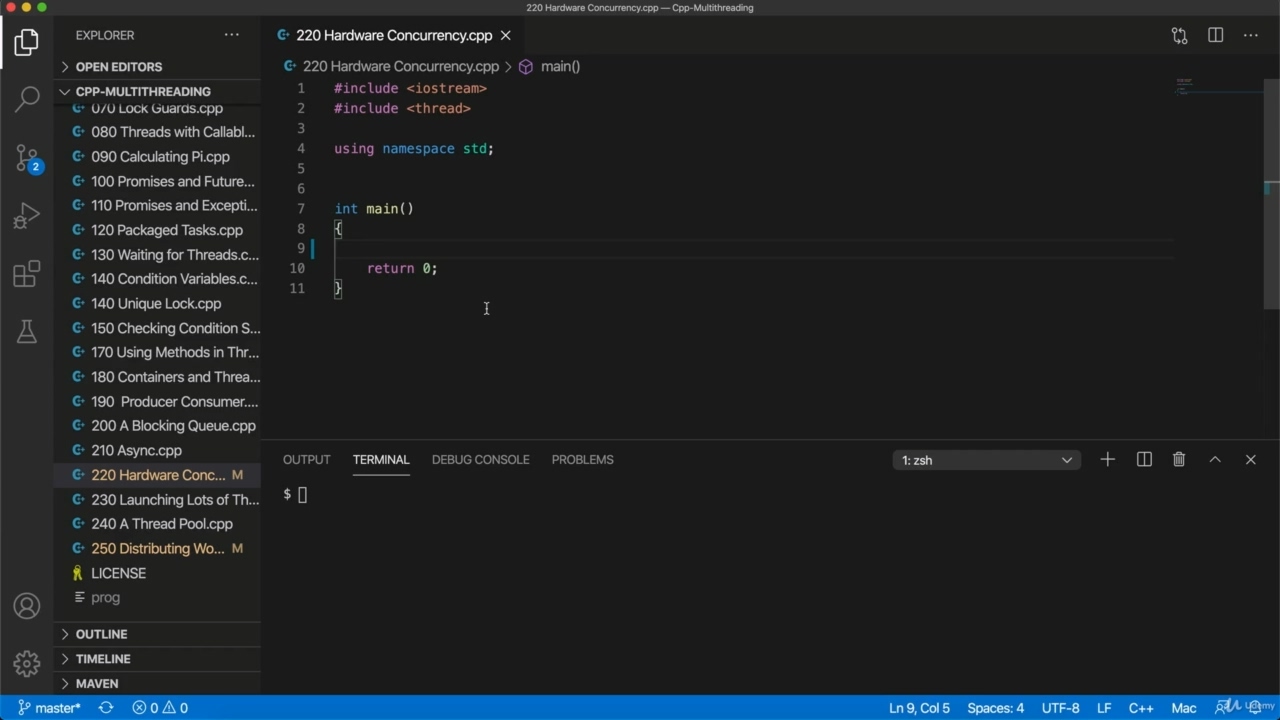 220 Hardware Concurrency.cpp — Cpp-Multithreading
EXPLORER
OPEN EDITORS
CPP-MULTITHREADING
070 Lock Guards.cpp
080 Threads with Callabl...
090 Calculating Pi.cpp
100 Promises and Future...
110 Promises and Excepti...
120 Packaged Tasks.cpp
130 Waiting for Threads.c...
140 Condition Variables.c...
140 Unique Lock.cpp
150 Checking Condition S...
170 Using Methods in Thr...
180 Containers and Threa...
190 Producer Consumer....
200 A Blocking Queue.cpp
210 Async.cpp
220 Hardware Conc... M
230 Launching Lots of Th...
240 A Thread Pool.cpp
250 Distributing Wo... M
LICENSE
prog
OUTLINE
TIMELINE
MAVEN
2
220 Hardware Concurrency.cpp
220 Hardware Concurrency.cpp > main()
1 #include <iostream>
2 #include <thread>
3
4 using namespace std;
5
6
7 int main()
8 {
9
10 return 0;
11 }
OUTPUT TERMINAL DEBUG CONSOLE PROBLEMS
1: zsh
$
master* 0 0 Ln 9, Col 5 Spaces: 4 UTF-8 LF C++ Mac
Udemy